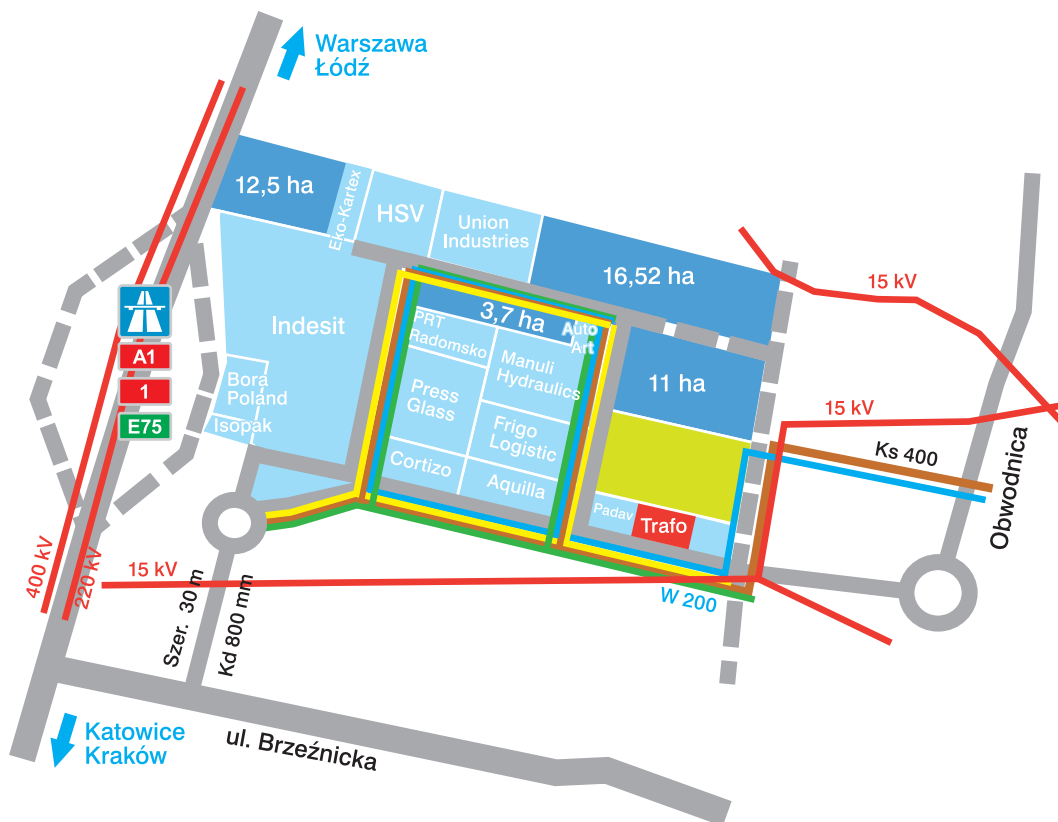 Warszawa
Łódź
12,5 ha
Eko-Kartex
HSV
Union
Industries
16,52 ha
15 kV
Indesit
3,7 ha
Auto
Art
PRT
Radomsko
Manuli
Hydraulics
11 ha
A1
1
E75
Bora
Poland
Isopak
Press
Glass
Frigo
Logistic
15 kV
Ks 400
Cortizo
Aquilla
Padav
Trafo
Obwodnica
400 kV
220 kV
15 kV
W 200
Szer. 30 m
Kd 800 mm
Katowice
Kraków
ul. Brzeźnicka